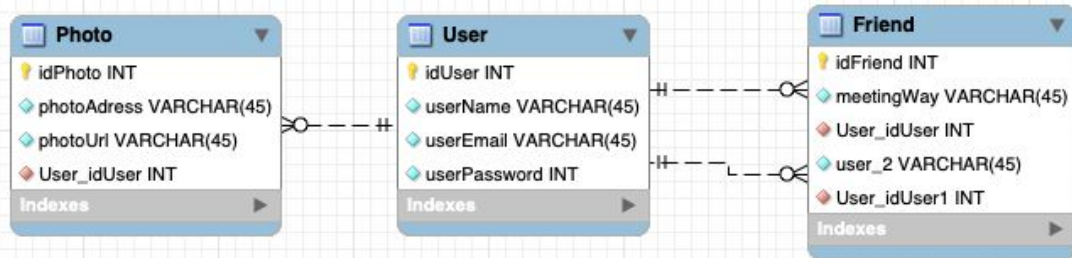 Photo
idPhoto INT
photoAdress VARCHAR(45)
photoUrl VARCHAR(45)
User_idUser INT
Indexes
User
idUser INT
userName VARCHAR(45)
userEmail VARCHAR(45)
userPassword INT
Indexes
Friend
idFriend INT
meetingWay VARCHAR(45)
User_idUser INT
user_2 VARCHAR(45)
User_idUser1 INT
Indexes